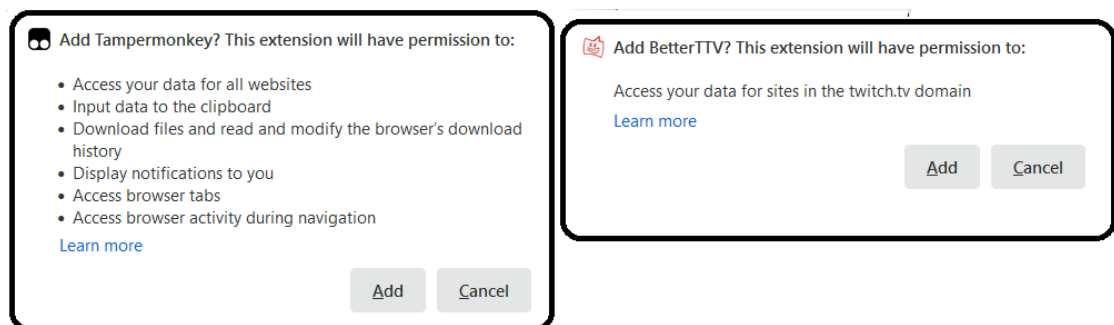 Add Tampermonkey? This extension will have permission to:
• Access your data for all websites
• Input data to the clipboard
• Download files and read and modify the browser's download
history
• Display notifications to you
• Access browser tabs
• Access browser activity during navigation
Learn more
Add
Cancel
Add BetterTTV? This extension will have permission to:
Access your data for sites in the twitch.tv domain
Learn more
Add
Cancel